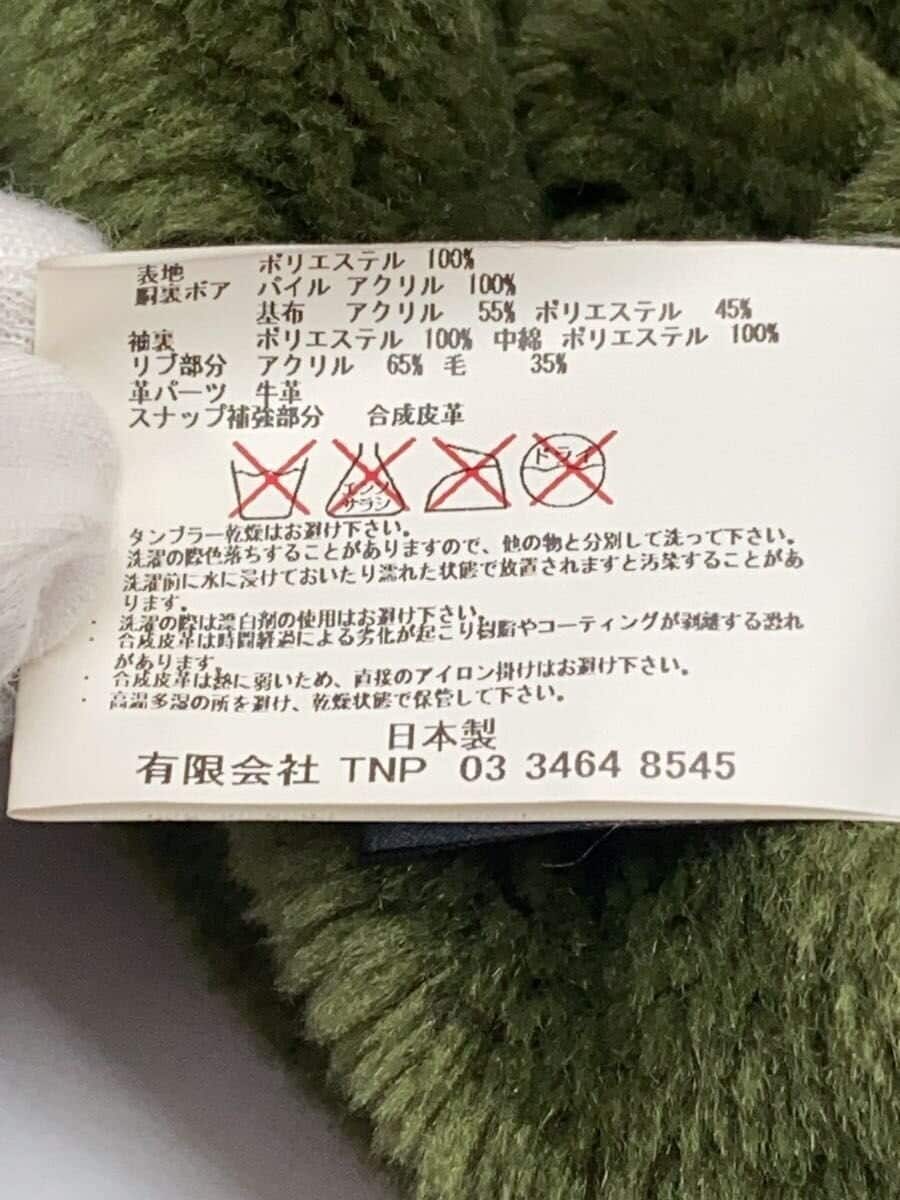 表地 ポリエステル 100%
胴裏ボア パイル アクリル 100%
基布 アクリル 55% ポリエステル 45%
袖裏 ポリエステル 100% 中綿 ポリエステル 100%
リブ部分 アクリル 65% 毛 35%
革パーツ 牛革
スナップ補強部分 合成皮革
エンソ サラシ ドライ
タンブラー乾燥はお避け下さい。
洗濯の際色落ちすることがありますので、他の物と分別して洗って下さい。
洗濯前に水に浸けておいたり濡れた状態で放置されますと汚染することがあ
ります。
・ 洗濯の際は漂白剤の使用はお避け下さい。
・ 合成皮革は時間経過による劣化が起こり樹脂やコーティングが剥離する恐れ
があります。
・ 合成皮革は熱に弱いため、直接のアイロン掛けはお避け下さい。
・ 高温多湿の所を避け、乾燥状態で保管して下さい。
日本製
有限会社 TNP 03 3464 8545